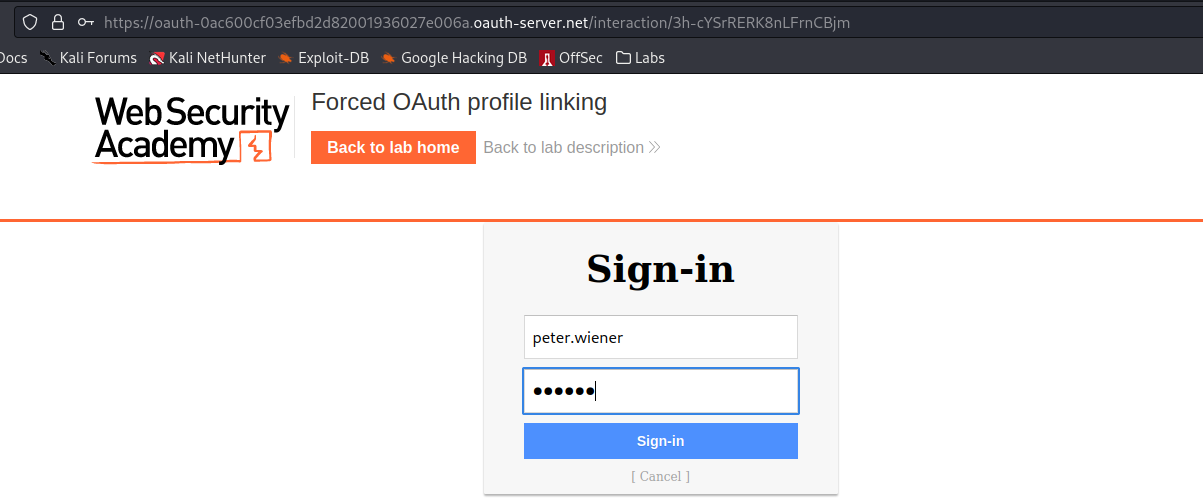 https://oauth-0ac600cf03efbd2d82001936027e006a.oauth-server.net/interaction/3h-cYSrRERK8nLFrnCBjm
Docs Kali Forums Kali NetHunter Exploit-DB Google Hacking DB OffSec Labs
Web Security
Academy
Forced OAuth profile linking
Back to lab home Back to lab description
Sign-in
peter.wiener
••••••
Sign-in
[ Cancel ]